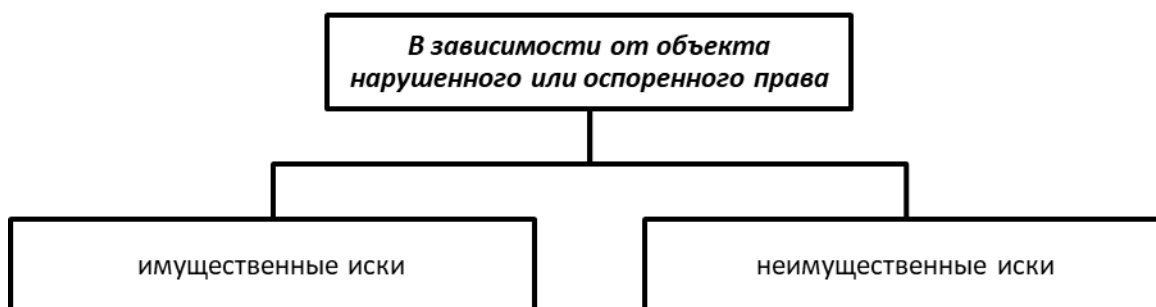 В зависимости от объекта
нарушенного или оспоренного права
имущественные иски
неимущественные иски